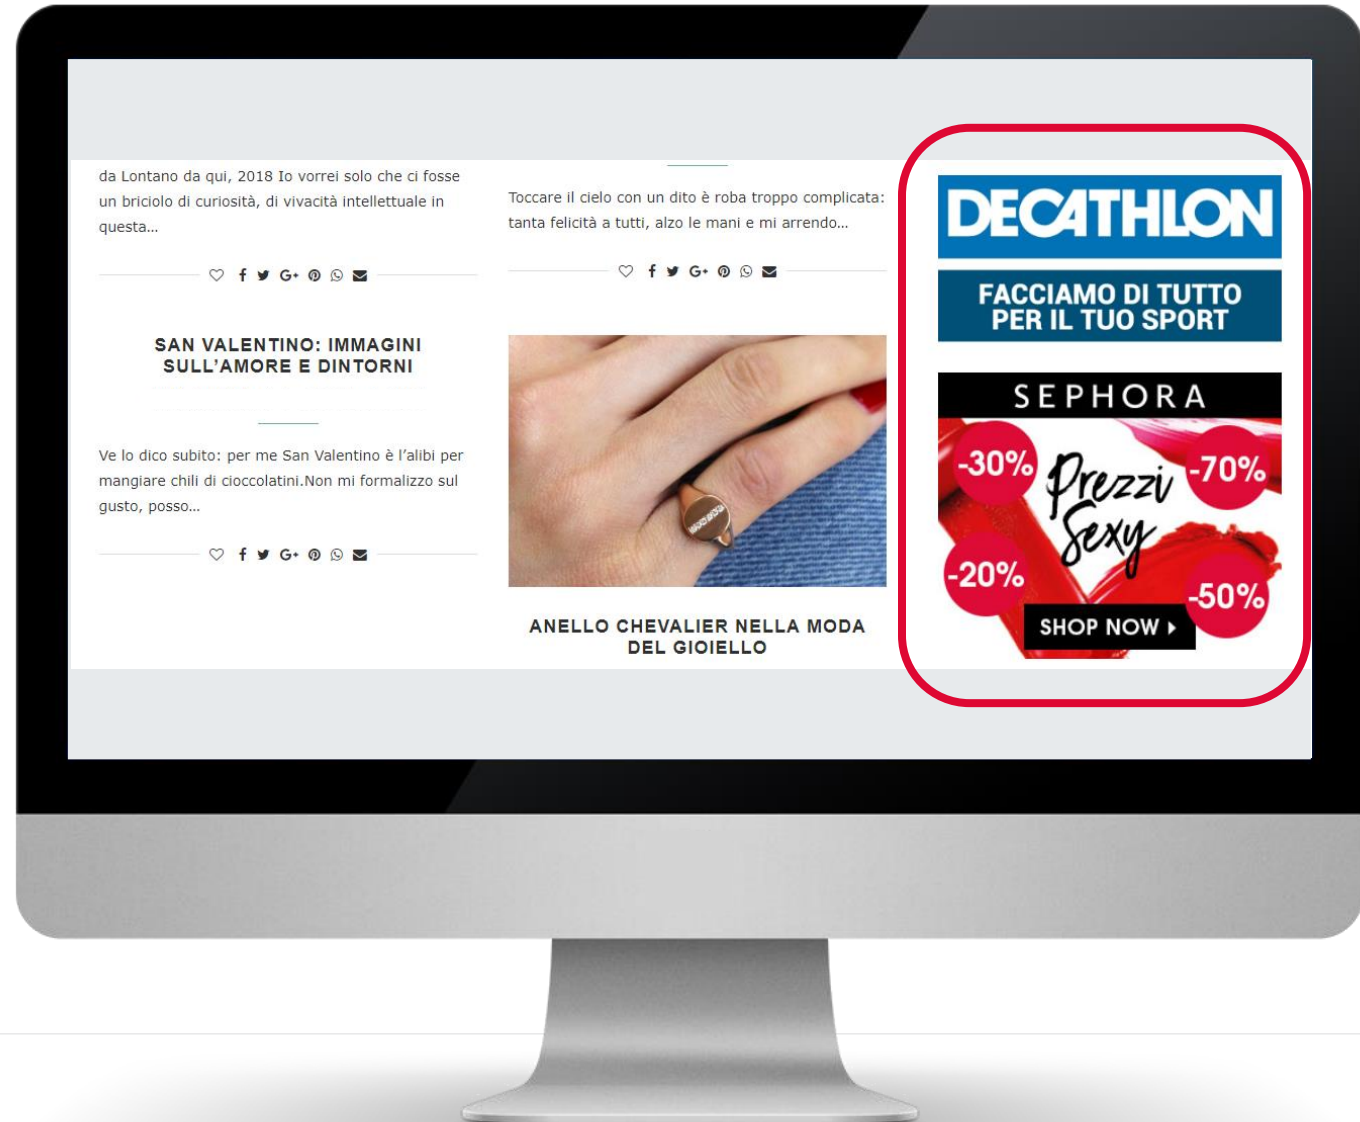 da Lontano da qui, 2018 Io vorrei solo che ci fosse
un briciolo di curiosità, di vivacità intellettuale in
questa...
SAN VALENTINO: IMMAGINI
SULL'AMORE E DINTORNI
Ve lo dico subito: per me San Valentino è l'alibi per
mangiare chili di cioccolatini.Non mi formalizzo sul
gusto, posso...
Toccare il cielo con un dito è roba troppo complicata:
tanta felicità a tutti, alzo le mani e mi arrendo...
ANELLO CHEVALIER NELLA MODA
DEL GIOIELLO
DECATHLON
FACCIAMO DI TUTTO
PER IL TUO SPORT
SEPHORA
-30%
Prezzi
Sexy
-70%
-20%
-50%
SHOP NOW